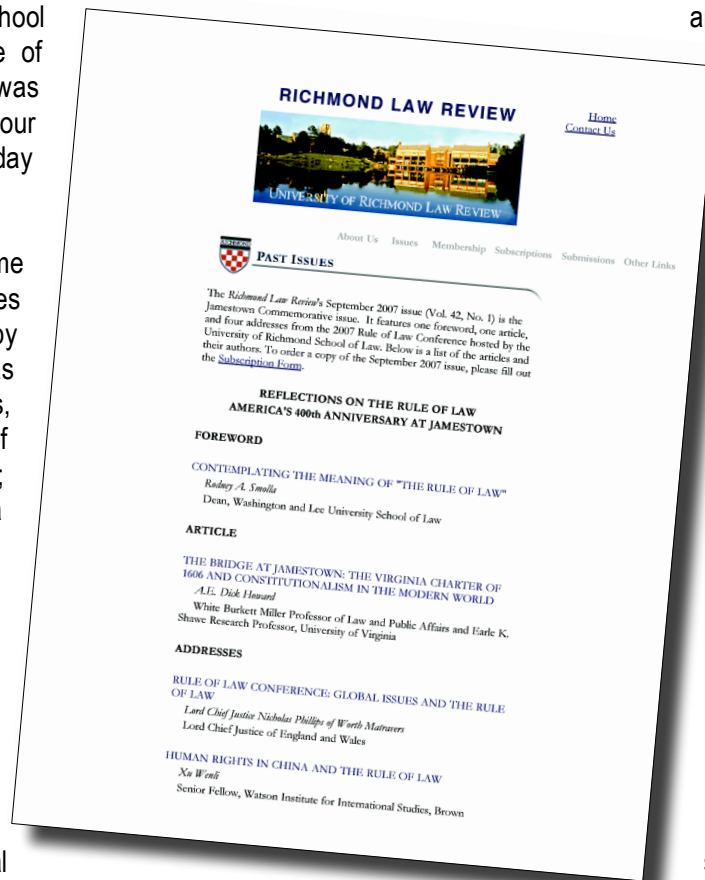 chool
e of
was
our
day
me
es
by
as
s,
f
;
a
al
RICHMOND LAW REVIEW
Home
Contact Us
UNIVERSITY OF RICHMOND LAW REVIEW
About Us Issues Membership Subscriptions Submissions Other Links
PAST ISSUES
The Richmond Law Review's September 2007 issue (Vol. 42, No. 1) is the
Jamestown Commemorative issue. It features one foreword, one article,
and four addresses from the 2007 Rule of Law Conference hosted by the
University of Richmond School of Law. Below is a list of the articles and
their authors. To order a copy of the September 2007 issue, please fill out
the Subscription Form.
REFLECTIONS ON THE RULE OF LAW
AMERICA'S 400th ANNIVERSARY AT JAMESTOWN
FOREWORD
CONTEMPLATING THE MEANING OF "THE RULE OF LAW"
Rodney A. Smolla
Dean, Washington and Lee University School of Law
ARTICLE
THE BRIDGE AT JAMESTOWN: THE VIRGINIA CHARTER OF
1606 AND CONSTITUTIONALISM IN THE MODERN WORLD
A.E. Dick Howard
White Burkett Miller Professor of Law and Public Affairs and Earle K.
Shawe Research Professor, University of Virginia
ADDRESSES
RULE OF LAW CONFERENCE: GLOBAL ISSUES AND THE RULE
OF LAW
Lord Chief Justice Nicholas Phillips of Worth Matravers
Lord Chief Justice of England and Wales
HUMAN RIGHTS IN CHINA AND THE RULE OF LAW
Xu Wenli
Senior Fellow, Watson Institute for International Studies, Brown